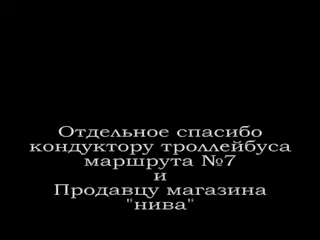 Отдельное спасибо
кондуктору троллейбуса
маршрута №7
и
Продавцу магазина
"нива"